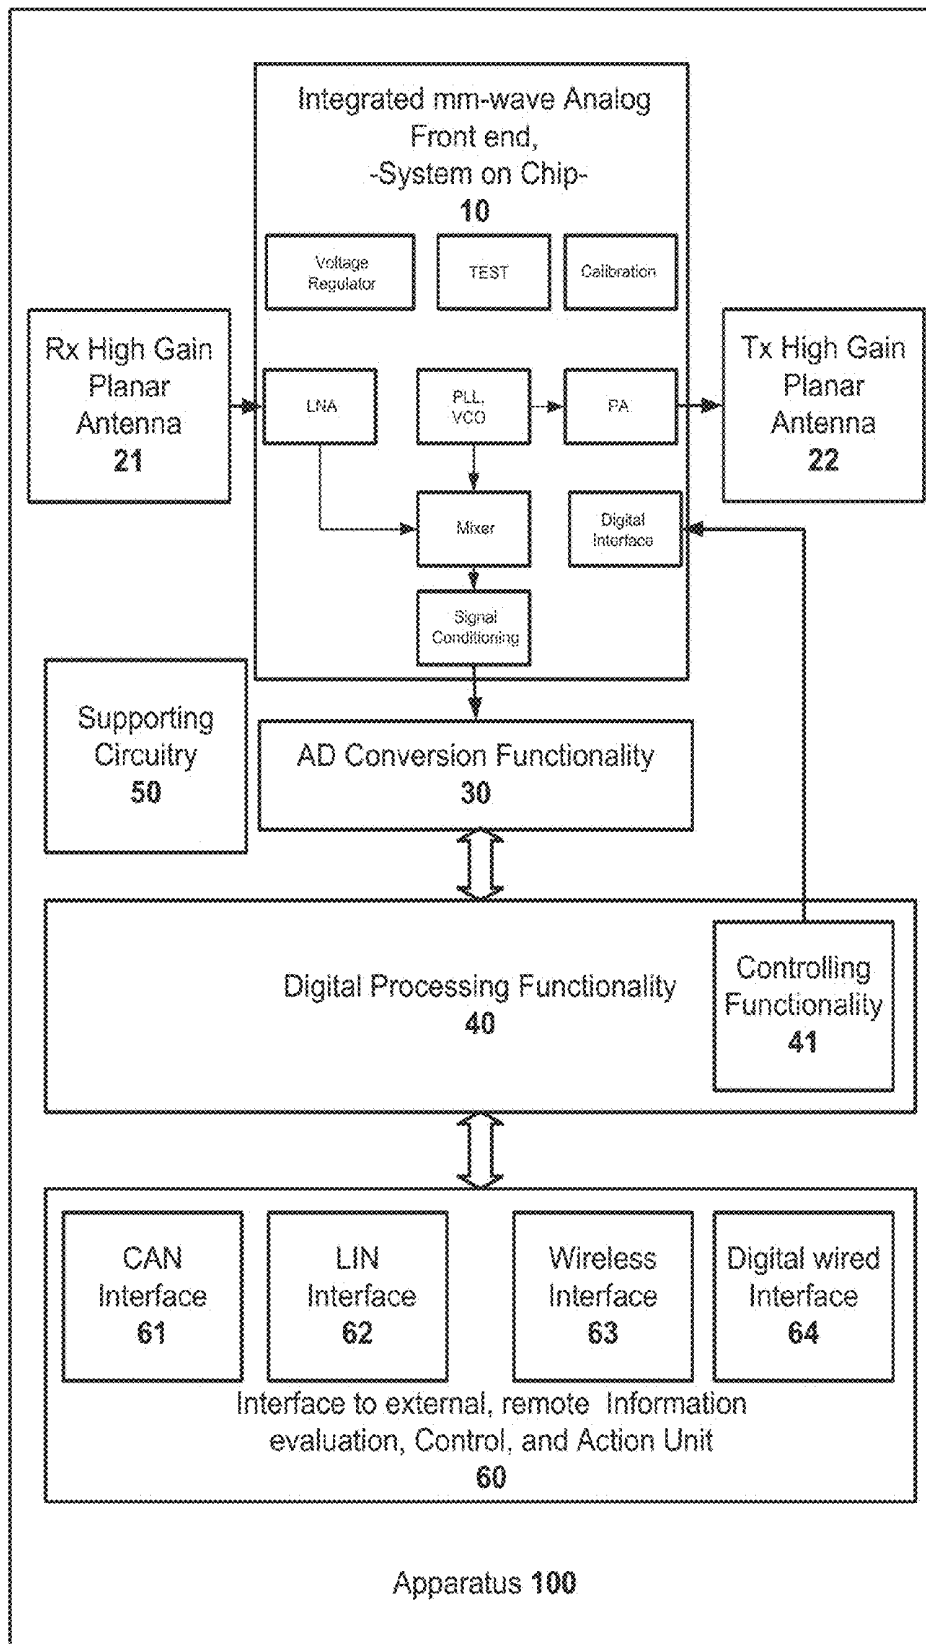 Integrated mm-wave Analog
Front end,
-System on Chip-
10
Voltage
Regulator
TEST
Calibration
Rx High Gain
Planar
Antenna
21
LNA
PLL,
VCO
PA
Tx High Gain
Planar
Antenna
22
Mixer
Digital
Interface
Signal
Conditioning
Supporting
Circuitry
50
AD Conversion Functionality
30
Digital Processing Functionality
40
Controlling
Functionality
41
CAN
Interface
61
LIN
Interface
62
Wireless
Interface
63
Digital wired
Interface
64
Interface to external, remote Information
evaluation, Control, and Action Unit
60
Apparatus 100